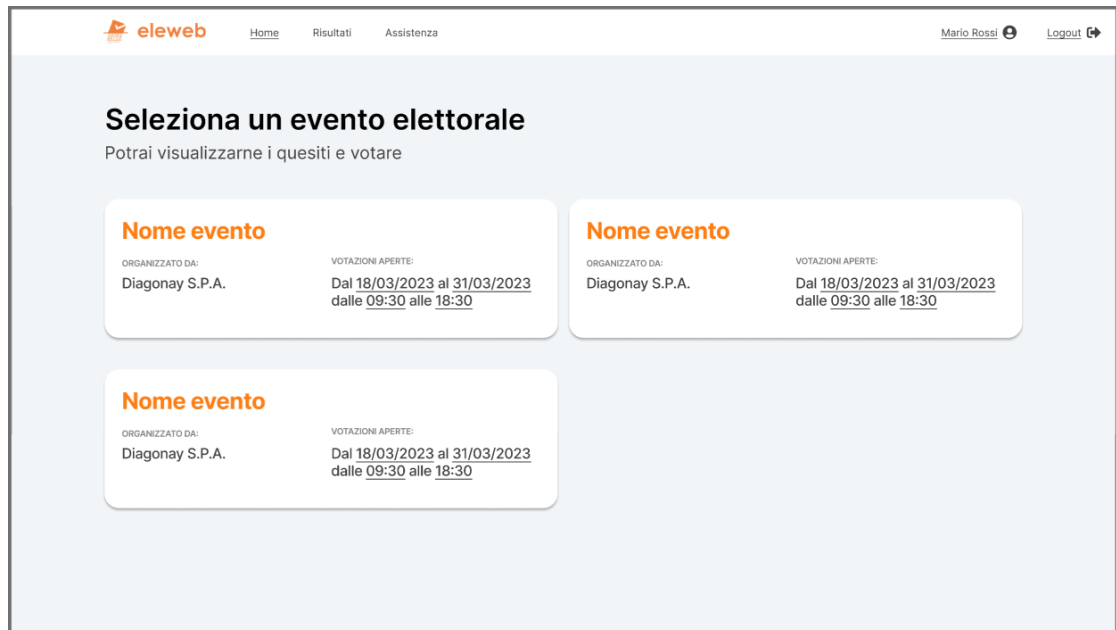 eleweb Home Risultati Assistenza Mario Rossi Logout
Seleziona un evento elettorale
Potrai visualizzarne i quesiti e votare
Nome evento
ORGANIZZATO DA:
Diagonay S.P.A.
VOTAZIONI APERTE:
Dal 18/03/2023 al 31/03/2023
dalle 09:30 alle 18:30
Nome evento
ORGANIZZATO DA:
Diagonay S.P.A.
VOTAZIONI APERTE:
Dal 18/03/2023 al 31/03/2023
dalle 09:30 alle 18:30
Nome evento
ORGANIZZATO DA:
Diagonay S.P.A.
VOTAZIONI APERTE:
Dal 18/03/2023 al 31/03/2023
dalle 09:30 alle 18:30